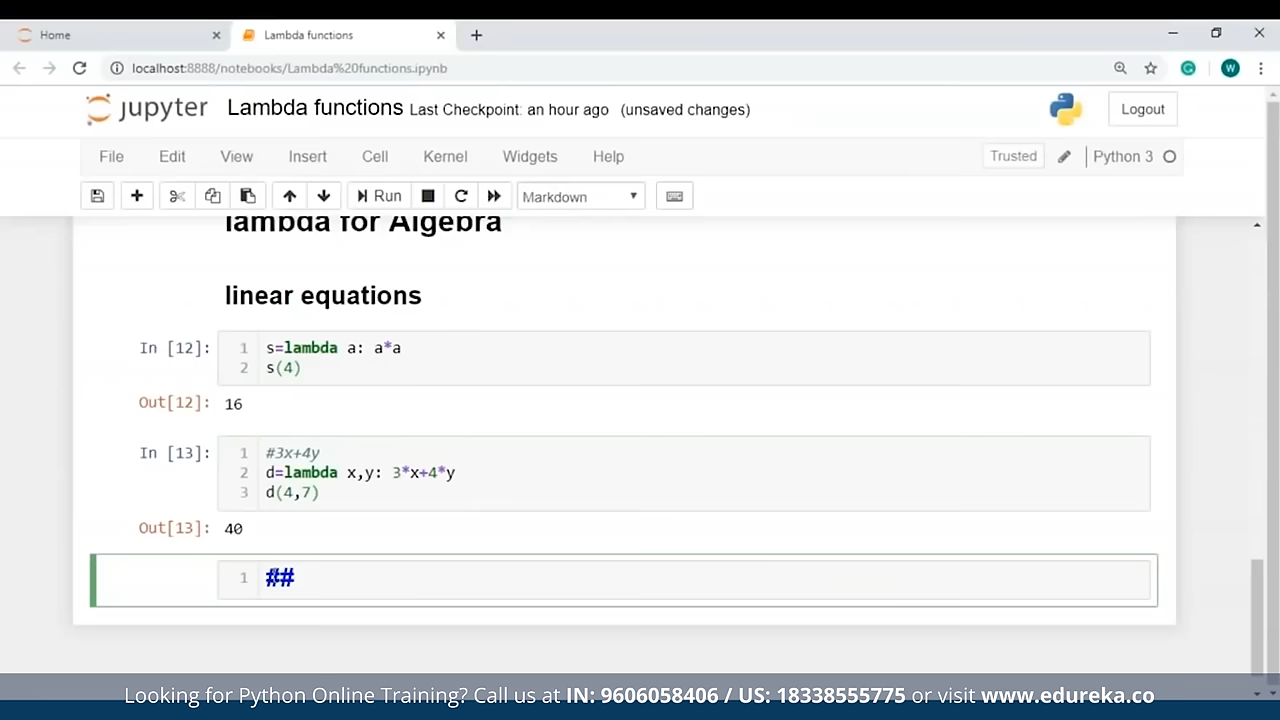 Home
Lambda functions
localhost:8888/notebooks/Lambda%20functions.ipynb
W
jupyter Lambda functions Last Checkpoint: an hour ago (unsaved changes)
Logout
File Edit View Insert Cell Kernel Widgets Help
Trusted
Python 3
Run
Markdown
lambda for Algebra
linear equations
In [12]:
1 s=lambda a: a*a
2 s(4)
Out[12]: 16
In [13]:
1 #3x+4y
2 d=lambda x,y: 3*x+4*y
3 d(4,7)
Out[13]: 40
1 ##
Looking for Python Online Training? Call us at IN: 9606058406 / US: 18338555775 or visit www.edureka.co